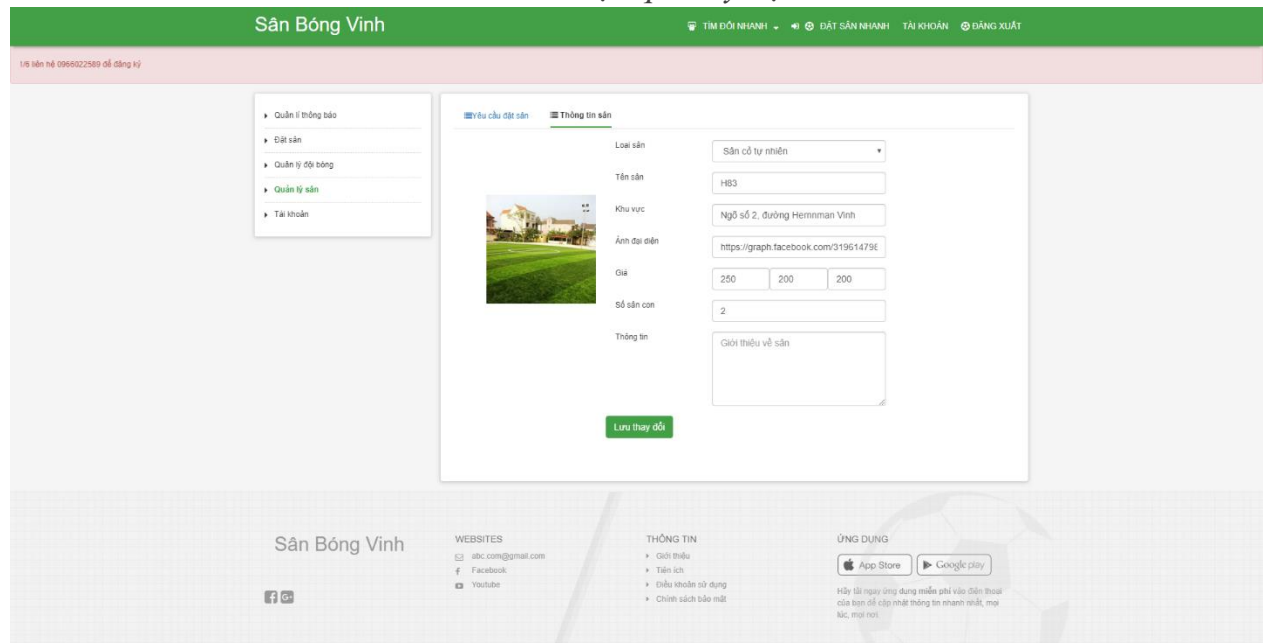 Sân Bóng Vinh
TÌM ĐỐI NHANH
ĐẶT SÂN NHANH
TÀI KHOẢN
ĐĂNG XUẤT
1/6 liên hê 0966022589 để đăng ký
Quản lí thông báo
Đặt sân
Quản lý đội bóng
Quản lý sân
Tài khoản
Yêu cầu đặt sân
Thông tin sân
Loại sân
Sân cỏ tự nhiên
Tên sân
H83
Khu vực
Ngõ số 2, đường Hernnman Vinh
Ảnh đại diện
https://graph.facebook.com/31961479
Giá
250
200
200
Số sân con
2
Thông tin
Giới thiệu về sân
Lưu thay đổi
Sân Bóng Vinh
WEBSITES
abc.com@gmail.com
Facebook
Youtube
THÔNG TIN
Giới thiệu
Tiện ích
Điều khoản sử dụng
Chính sách bảo mật
ỨNG DỤNG
App Store
Google play
Hãy tải ngay ứng dụng miễn phí vào điện thoại
của bạn để cập nhật thông tin nhanh nhất, mọi
lúc, mọi nơi.